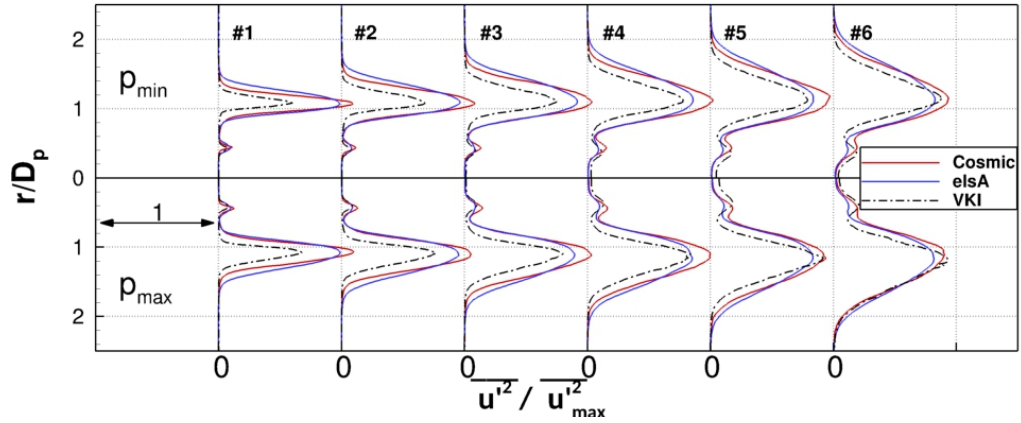 #1 #2 #3 #4 #5 #6
2
p_min
1
r/D_p
0
Cosmic
elsA
VKI
1
1
p_max
2
0 0 0 0 0 0
u'² / u'²_max